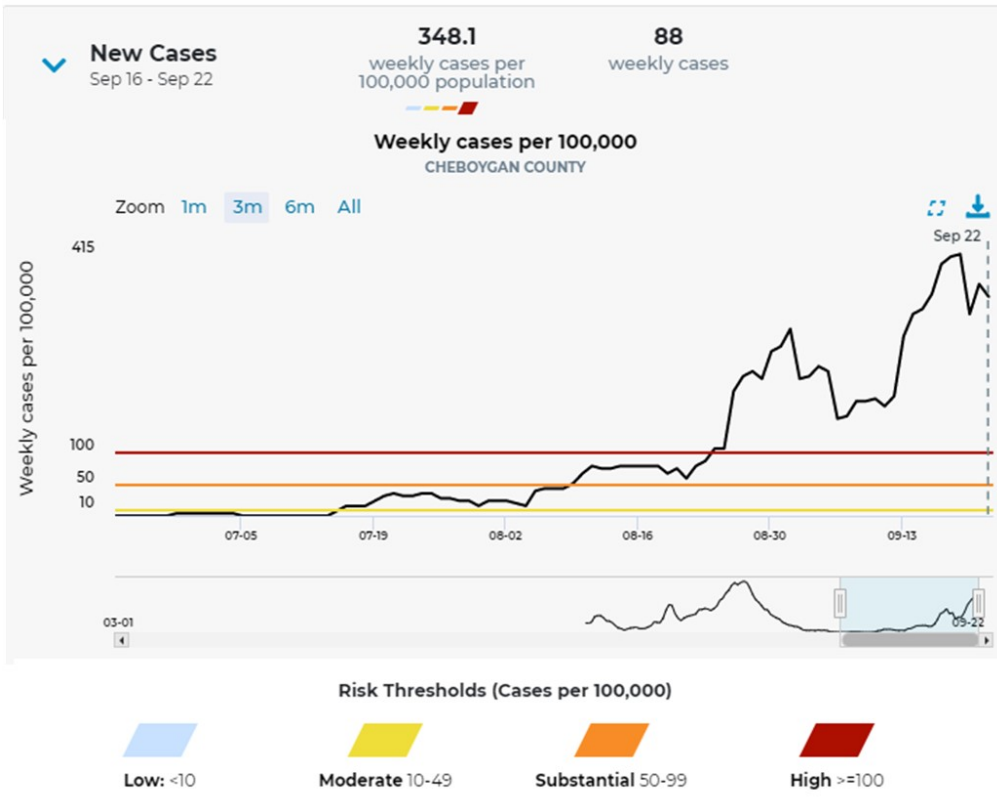 New Cases
Sep 16 - Sep 22
348.1
weekly cases per
100,000 population
88
weekly cases
Weekly cases per 100,000
CHEBOYGAN COUNTY
Zoom 1m 3m 6m All
Sep 22
Weekly cases per 100,000
415
100
50
10
07-05 07-19 08-02 08-16 08-30 09-13
03-01 09-22
Risk Thresholds (Cases per 100,000)
Low: <10 Moderate 10-49 Substantial 50-99 High >=100